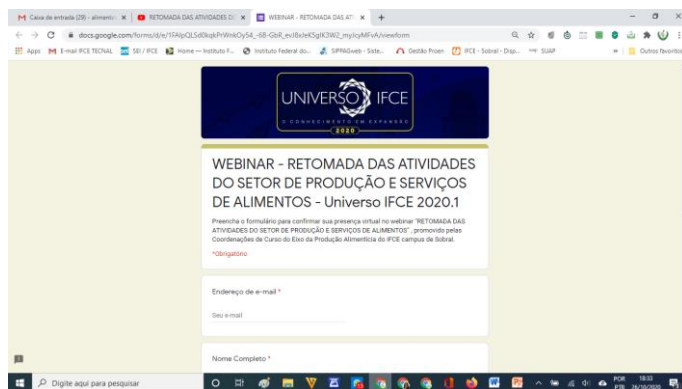 Caixa de entrada (29) - alimento
RETOMADA DAS ATIVIDADES DO
WEBINAR - RETOMADA DAS ATI
docs.google.com/forms/d/e/
/viewform
Apps
E-mail IFCE TECNAL
SEI / IFCE
Home — Instituto F...
Instituto Federal do...
SIPPAGweb - Siste...
Gestão Proen
IFCE - Sobral - Disp...
SUAP
Outros favoritos
UNIVERSO IFCE
O CONHECIMENTO EM EXPANSÃO
2020
WEBINAR - RETOMADA DAS ATIVIDADES
DO SETOR DE PRODUÇÃO E SERVIÇOS
DE ALIMENTOS - Universo IFCE 2020.1
Preencha o formulário para confirmar sua presença virtual no webinar "RETOMADA DAS
ATIVIDADES DO SETOR DE PRODUÇÃO E SERVIÇOS DE ALIMENTOS" , promovido pelas
Coordenações de Curso do Eixo da Produção Alimentícia do IFCE campus de Sobral.
*Obrigatório
Endereço de e-mail *
Seu e-mail
Nome Completo *
Digite aqui para pesquisar
POR
PTB
18:33
26/10/2020